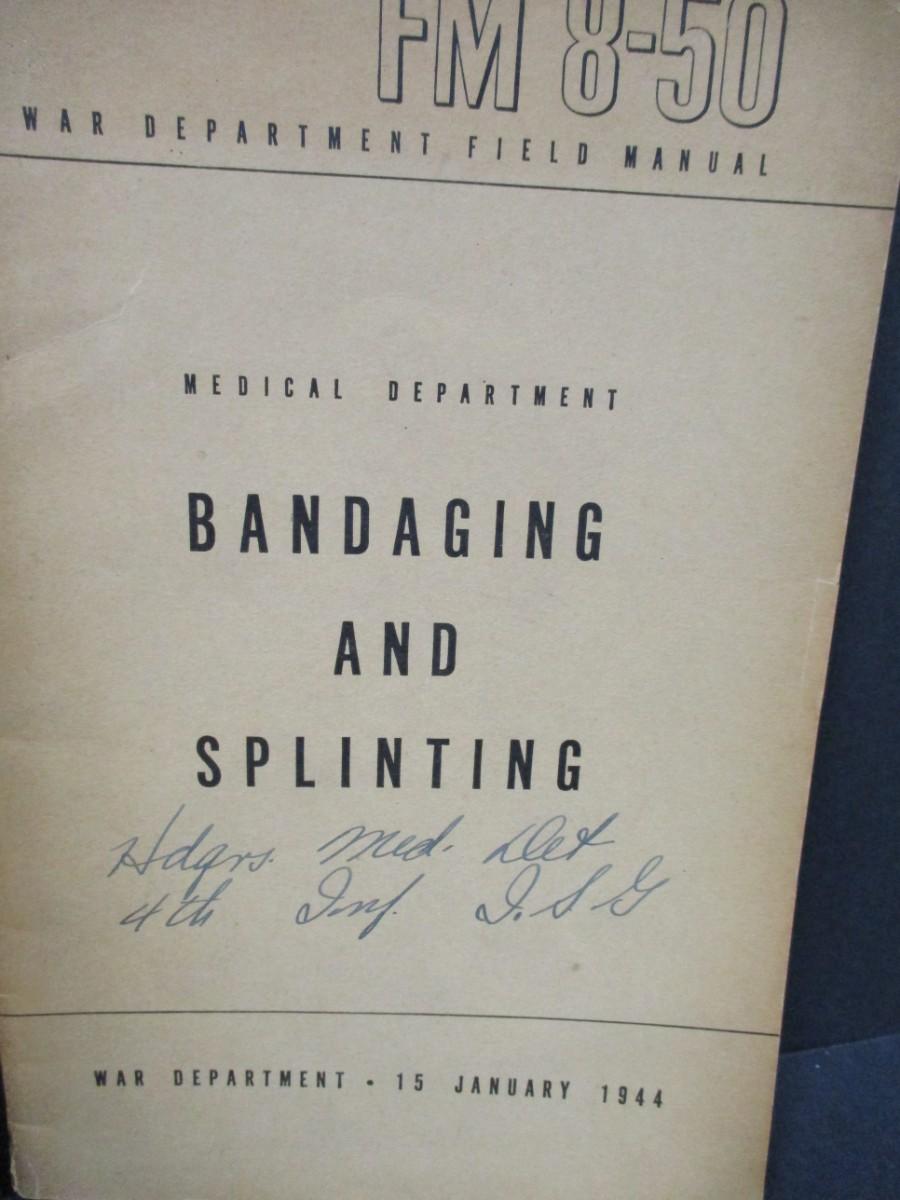 FM 8-50
WAR DEPARTMENT FIELD MANUAL
MEDICAL DEPARTMENT
BANDAGING
AND
SPLINTING
Hdqrs. Med. Det
4th Inf. I.S.G
WAR DEPARTMENT • 15 JANUARY 1944